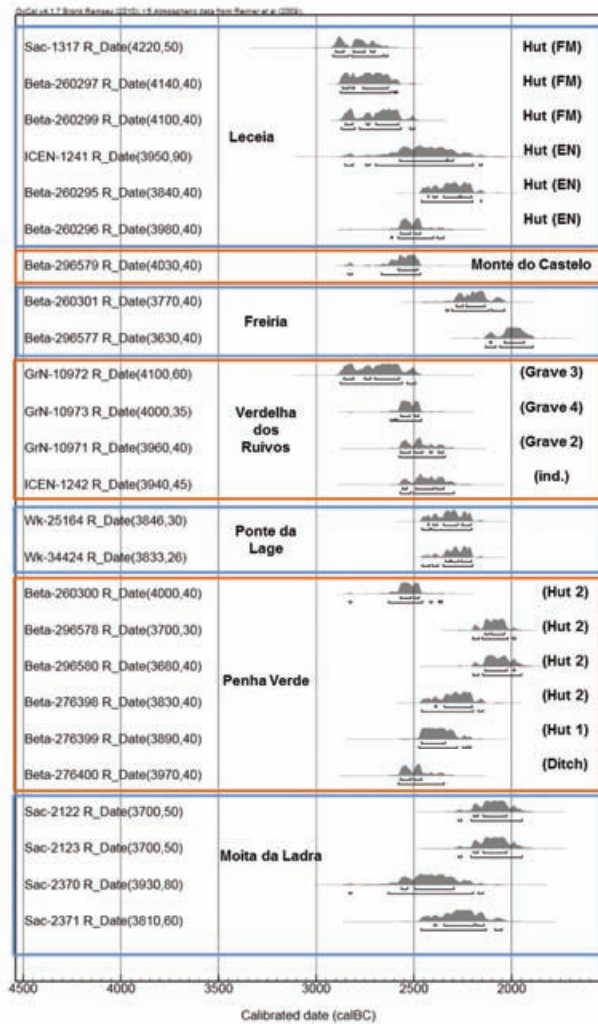 OxCal v4.1.7 Bronk Ramsey (2010); r:5 Atmospheric data from Reimer et al (2009);
Sac-1317 R_Date(4220,50) Hut (FM)
Beta-260297 R_Date(4140,40) Hut (FM)
Beta-260299 R_Date(4100,40) Hut (FM)
Leceia
ICEN-1241 R_Date(3950,90) Hut (EN)
Beta-260295 R_Date(3840,40) Hut (EN)
Beta-260296 R_Date(3980,40) Hut (EN)
Beta-296579 R_Date(4030,40) Monte do Castelo
Beta-260301 R_Date(3770,40)
Freiria
Beta-296577 R_Date(3630,40)
GrN-10972 R_Date(4100,60) (Grave 3)
GrN-10973 R_Date(4000,35) (Grave 4)
Verdelha
dos
Ruivos
GrN-10971 R_Date(3960,40) (Grave 2)
ICEN-1242 R_Date(3940,45) (ind.)
Wk-25164 R_Date(3846,30)
Ponte da
Lage
Wk-34424 R_Date(3833,26)
Beta-260300 R_Date(4000,40) (Hut 2)
Beta-296578 R_Date(3700,30) (Hut 2)
Beta-296580 R_Date(3680,40) (Hut 2)
Penha Verde
Beta-276398 R_Date(3830,40) (Hut 2)
Beta-276399 R_Date(3890,40) (Hut 1)
Beta-276400 R_Date(3970,40) (Ditch)
Sac-2122 R_Date(3700,50)
Sac-2123 R_Date(3700,50)
Moita da Ladra
Sac-2370 R_Date(3930,80)
Sac-2371 R_Date(3810,60)
4500 4000 3500 3000 2500 2000
Calibrated date (calBC)